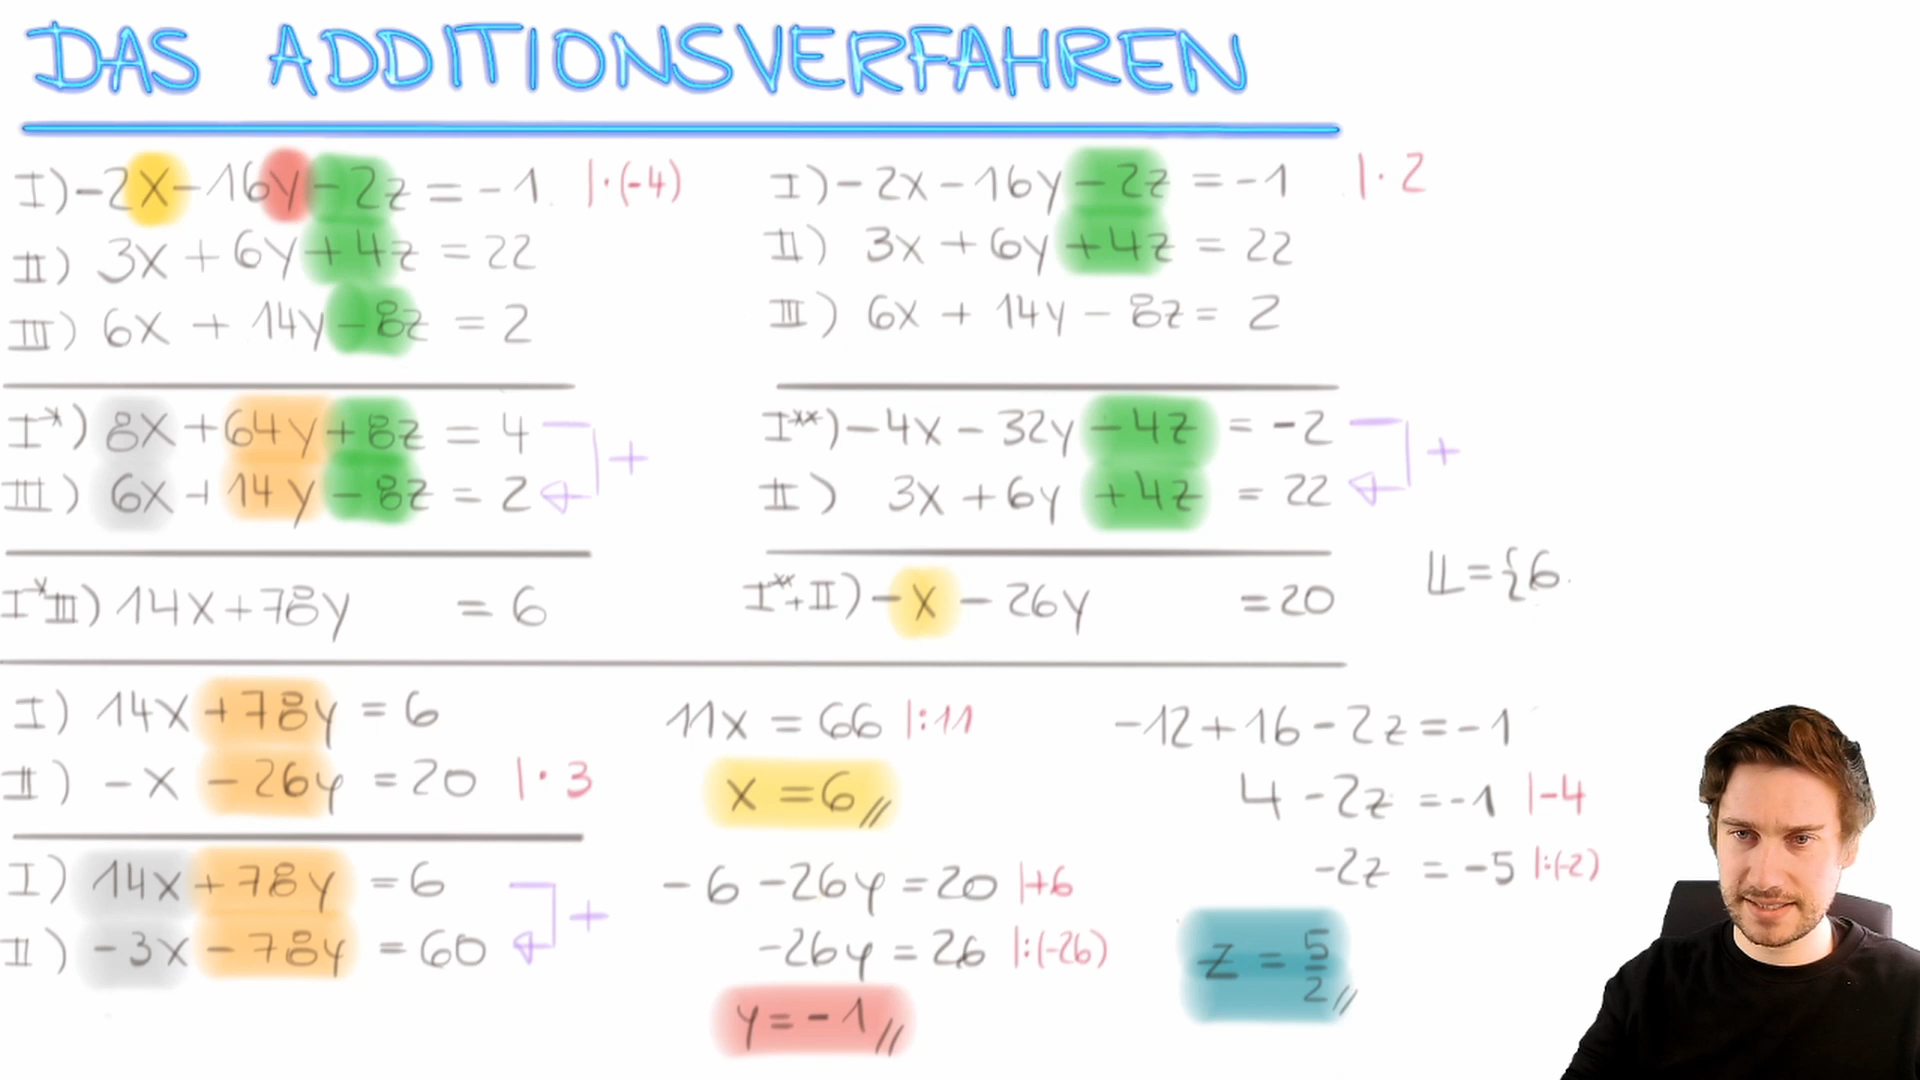 DAS ADDITIONSVERFAHREN
I) -2x - 16y - 2z = -1 |·(-4)
II) 3x + 6y + 4z = 22
III) 6x + 14y - 8z = 2
I*) 8x + 64y + 8z = 4
III) 6x + 14y - 8z = 2
+
I*III) 14x + 78y = 6
I) -2x - 16y - 2z = -1 |·2
II) 3x + 6y + 4z = 22
III) 6x + 14y - 8z = 2
I**) -4x - 32y - 4z = -2
II) 3x + 6y + 4z = 22
+
I**+II) -x - 26y = 20
𝕃 = {6
I) 14x + 78y = 6
II) -x - 26y = 20 |·3
I) 14x + 78y = 6
II) -3x - 78y = 60
+
11x = 66 |:11
x = 6
-6 - 26y = 20 |+6
-26y = 26 |:(-26)
y = -1
-12 + 16 - 2z = -1
4 - 2z = -1 |-4
-2z = -5 |:(-2)
z = 5/2